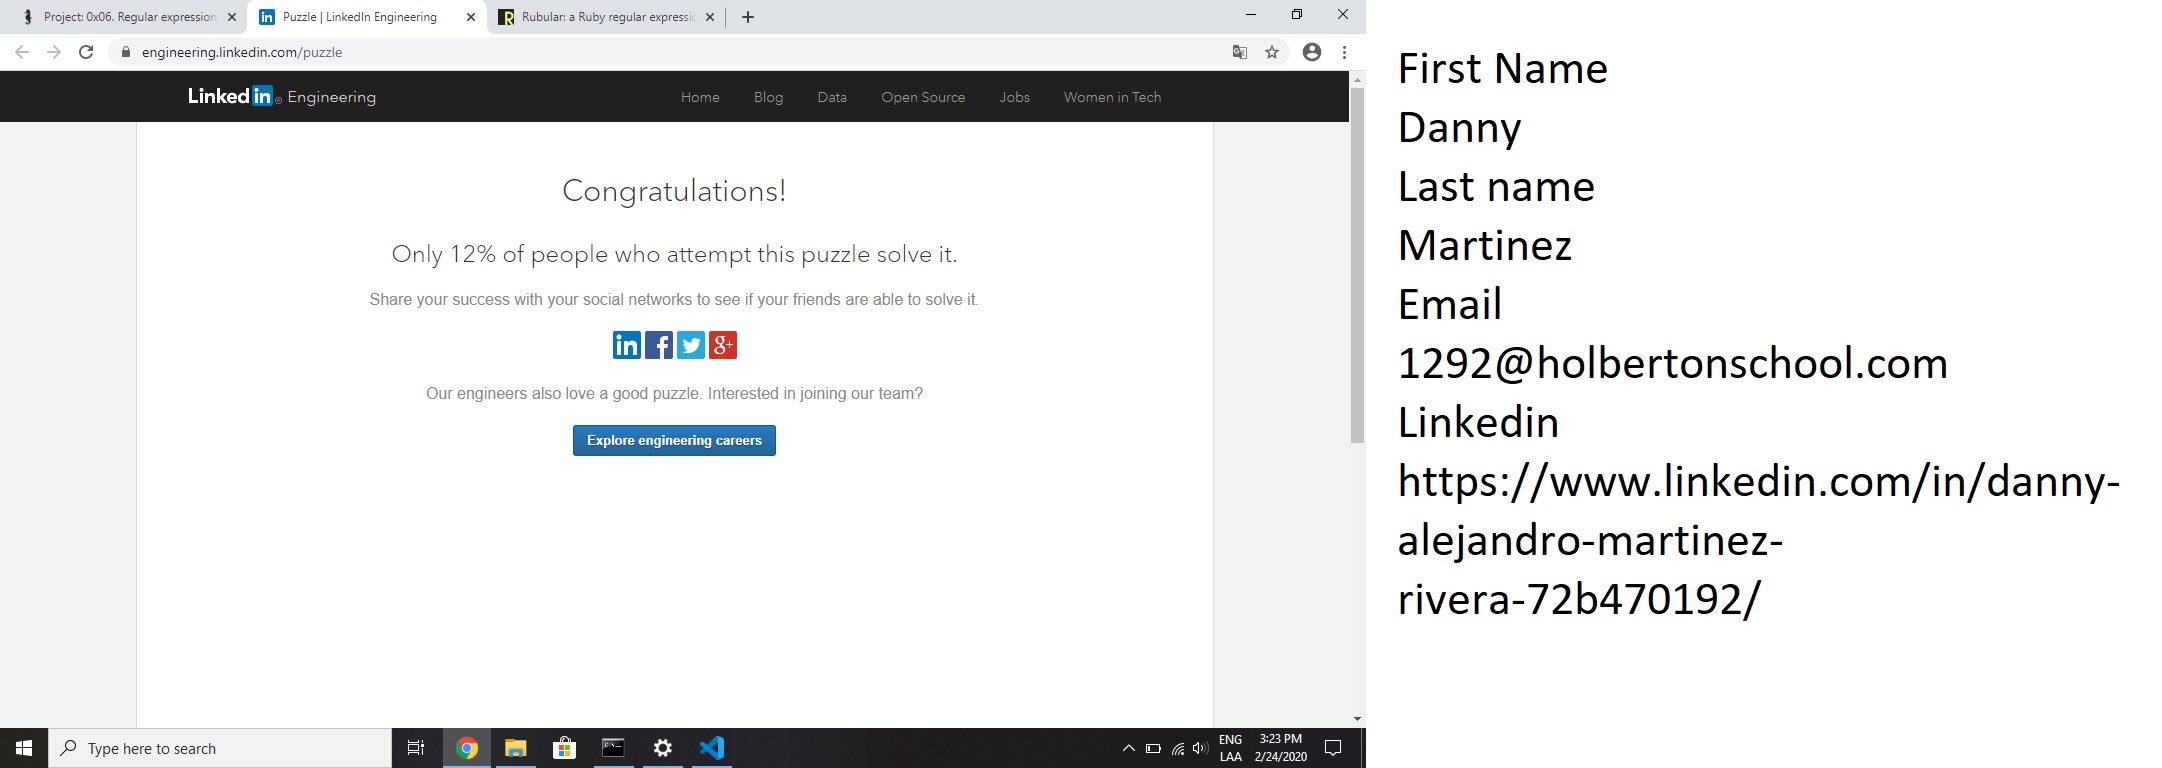 Project: 0x06. Regular expression
Puzzle | LinkedIn Engineering
Rubular: a Ruby regular expressic
engineering.linkedin.com/puzzle
Linked in ® Engineering
Home
Blog
Data
Open Source
Jobs
Women in Tech
Congratulations!
Only 12% of people who attempt this puzzle solve it.
Share your success with your social networks to see if your friends are able to solve it.
in f g+
Our engineers also love a good puzzle. Interested in joining our team?
Explore engineering careers
Type here to search
ENG
LAA
3:23 PM
2/24/2020
First Name
Danny
Last name
Martinez
Email
1292@holbertonschool.com
Linkedin
https://www.linkedin.com/in/danny-
alejandro-martinez-
rivera-72b470192/